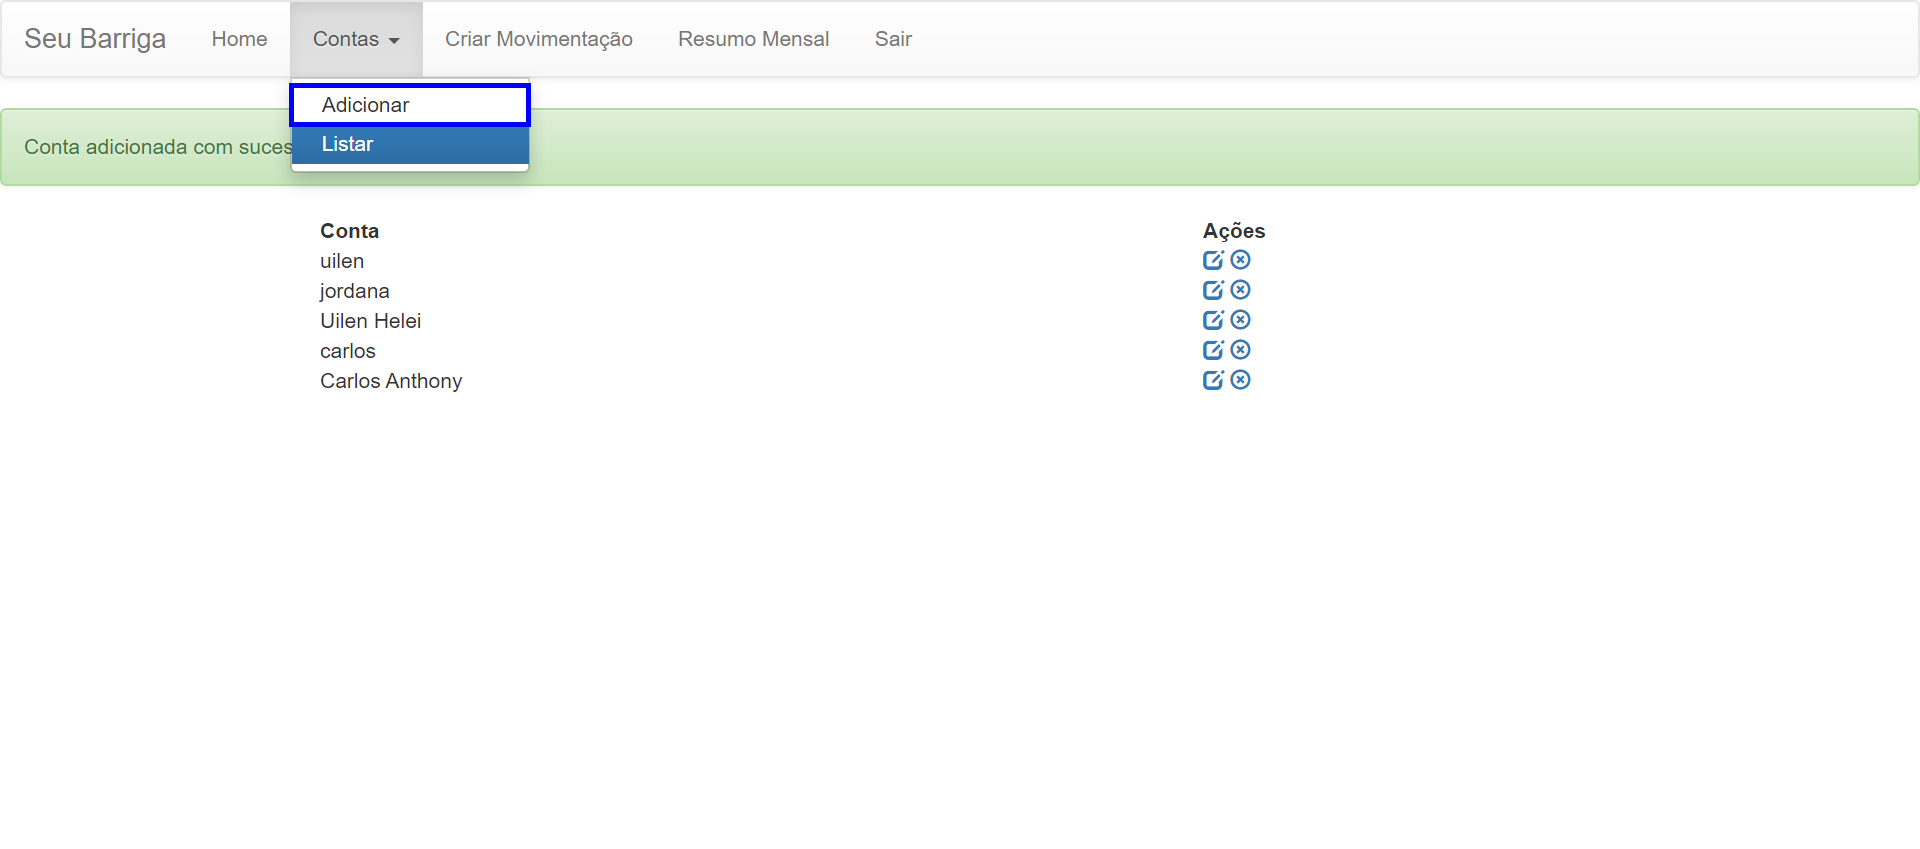 Seu Barriga Home Contas Criar Movimentação Resumo Mensal Sair
Adicionar
Listar
Conta adicionada com
Conta Ações
uilen
jordana
Uilen Helei
carlos
Carlos Anthony